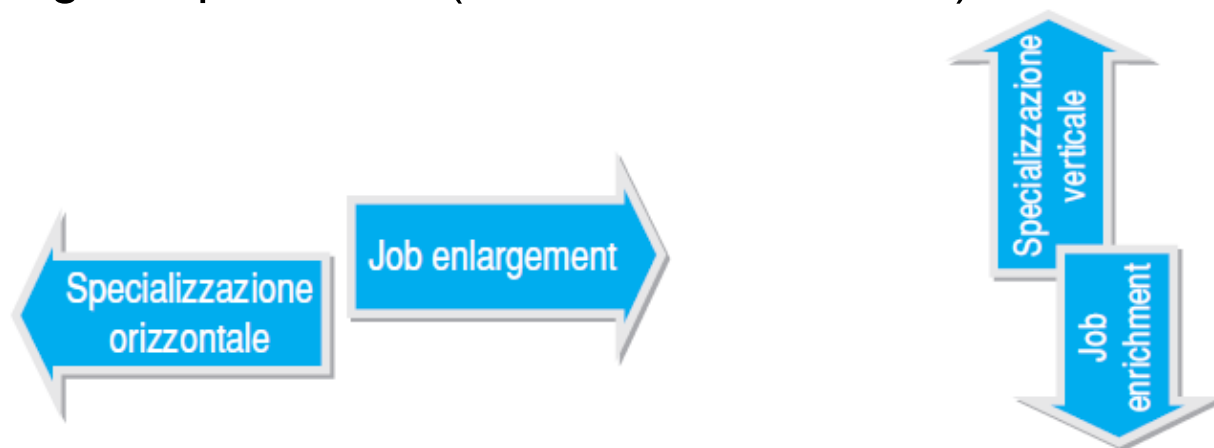 Specializzazione
orizzontale
Job enlargement
Specializzazione
verticale
Job
enrichment